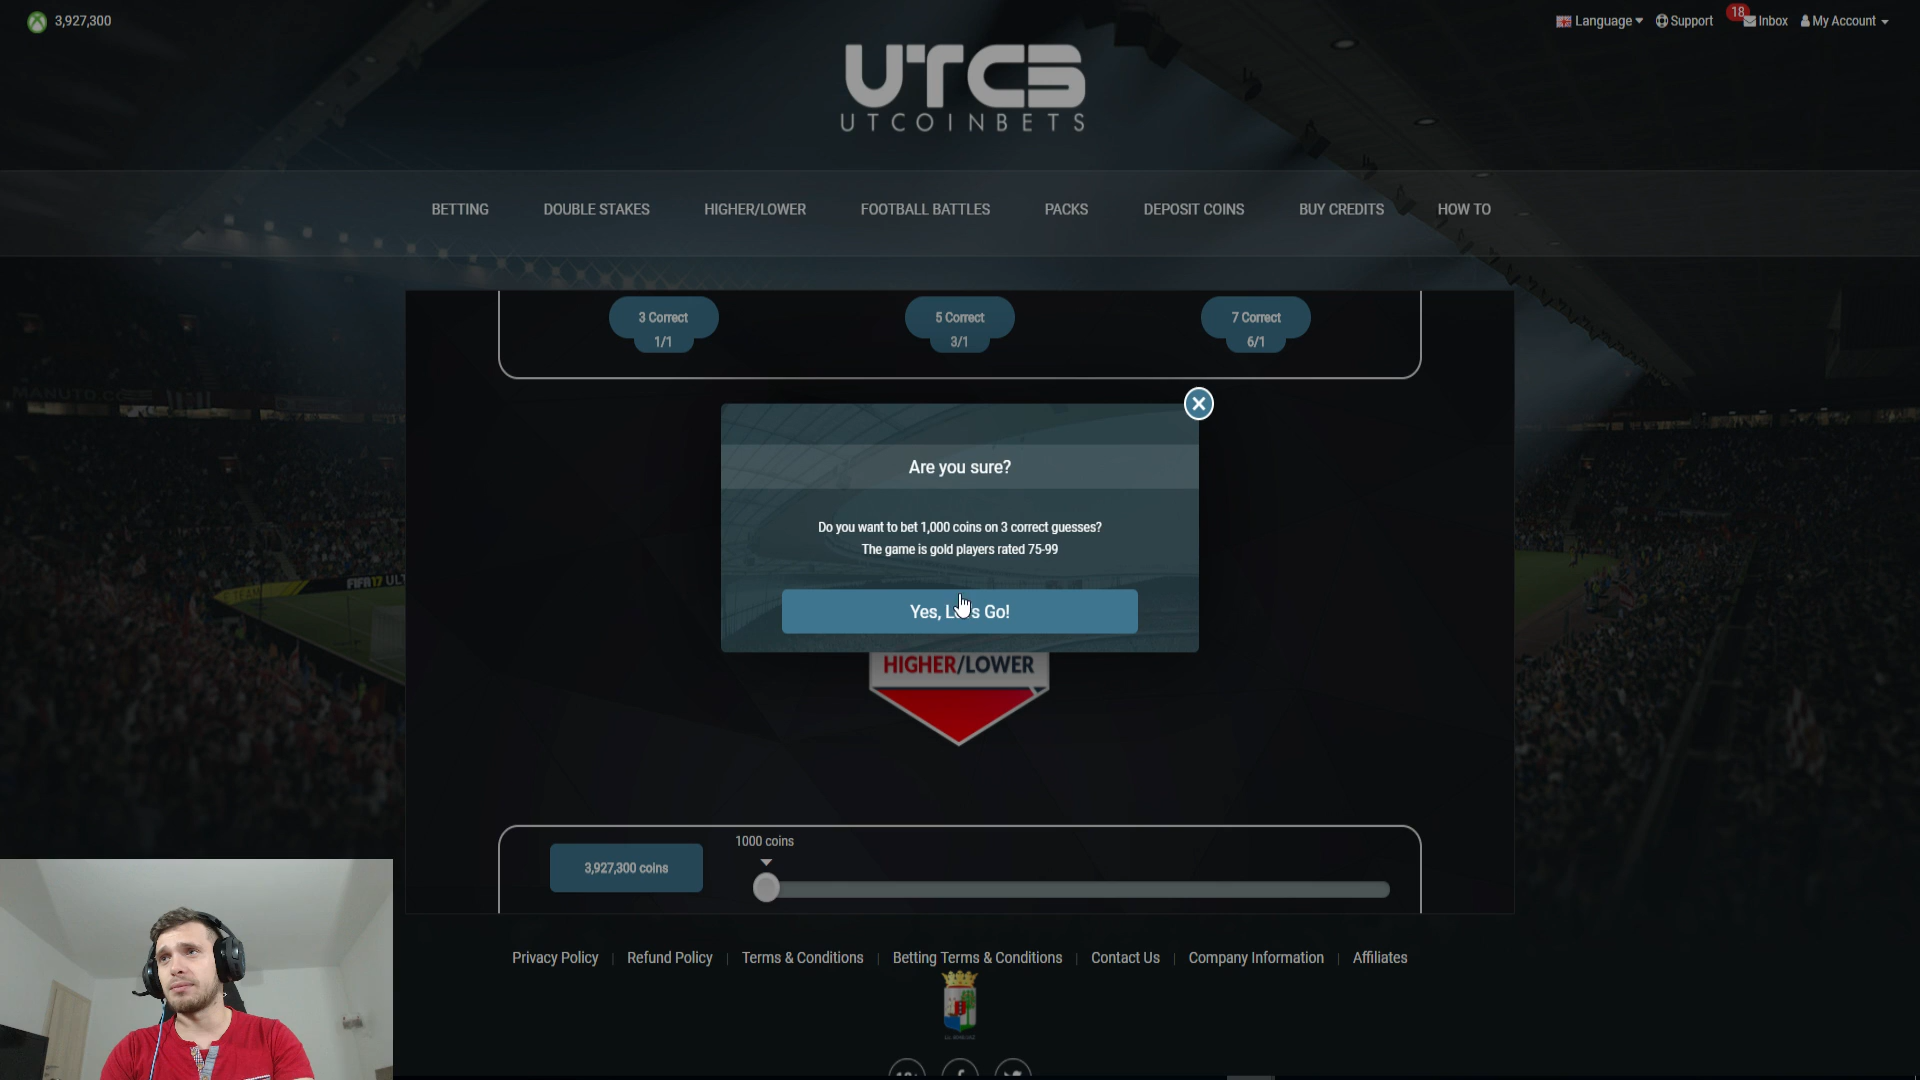 3,927,300
Language
Support
18
Inbox
My Account
UTCB
UTCOINBETS
BETTING
DOUBLE STAKES
HIGHER/LOWER
FOOTBALL BATTLES
PACKS
DEPOSIT COINS
BUY CREDITS
HOW TO
3 Correct
1/1
5 Correct
3/1
7 Correct
6/1
Are you sure?
Do you want to bet 1,000 coins on 3 correct guesses?
The game is gold players rated 75-99
Yes, Let's Go!
HIGHER/LOWER
FIFA 17 UL
1000 coins
3,927,300 coins
Privacy Policy | Refund Policy | Terms & Conditions | Betting Terms & Conditions | Contact Us | Company Information | Affiliates